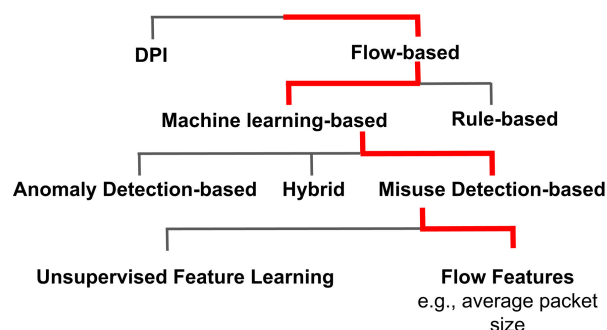 DPI
Flow-based
Machine learning-based
Rule-based
Anomaly Detection-based
Hybrid
Misuse Detection-based
Unsupervised Feature Learning
Flow Features
e.g., average packet
size